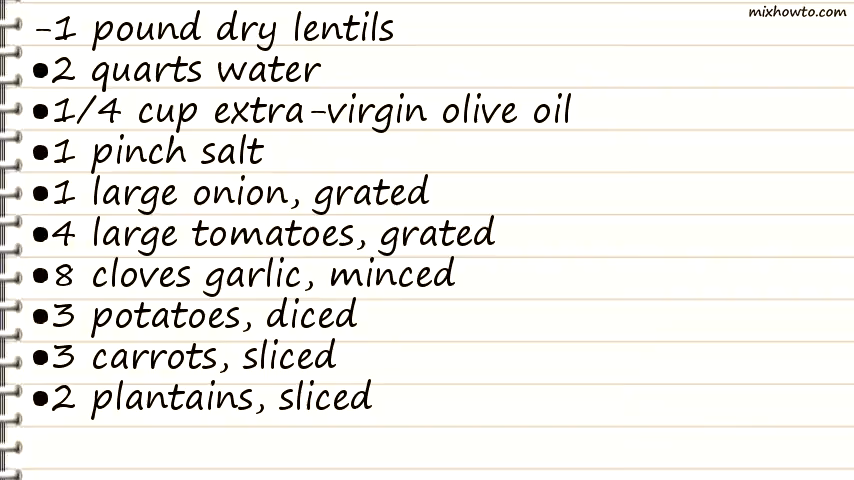 mixhowto.com
-1 pound dry lentils
•2 quarts water
•1/4 cup extra-virgin olive oil
•1 pinch salt
•1 large onion, grated
•4 large tomatoes, grated
•8 cloves garlic, minced
•3 potatoes, diced
•3 carrots, sliced
•2 plantains, sliced